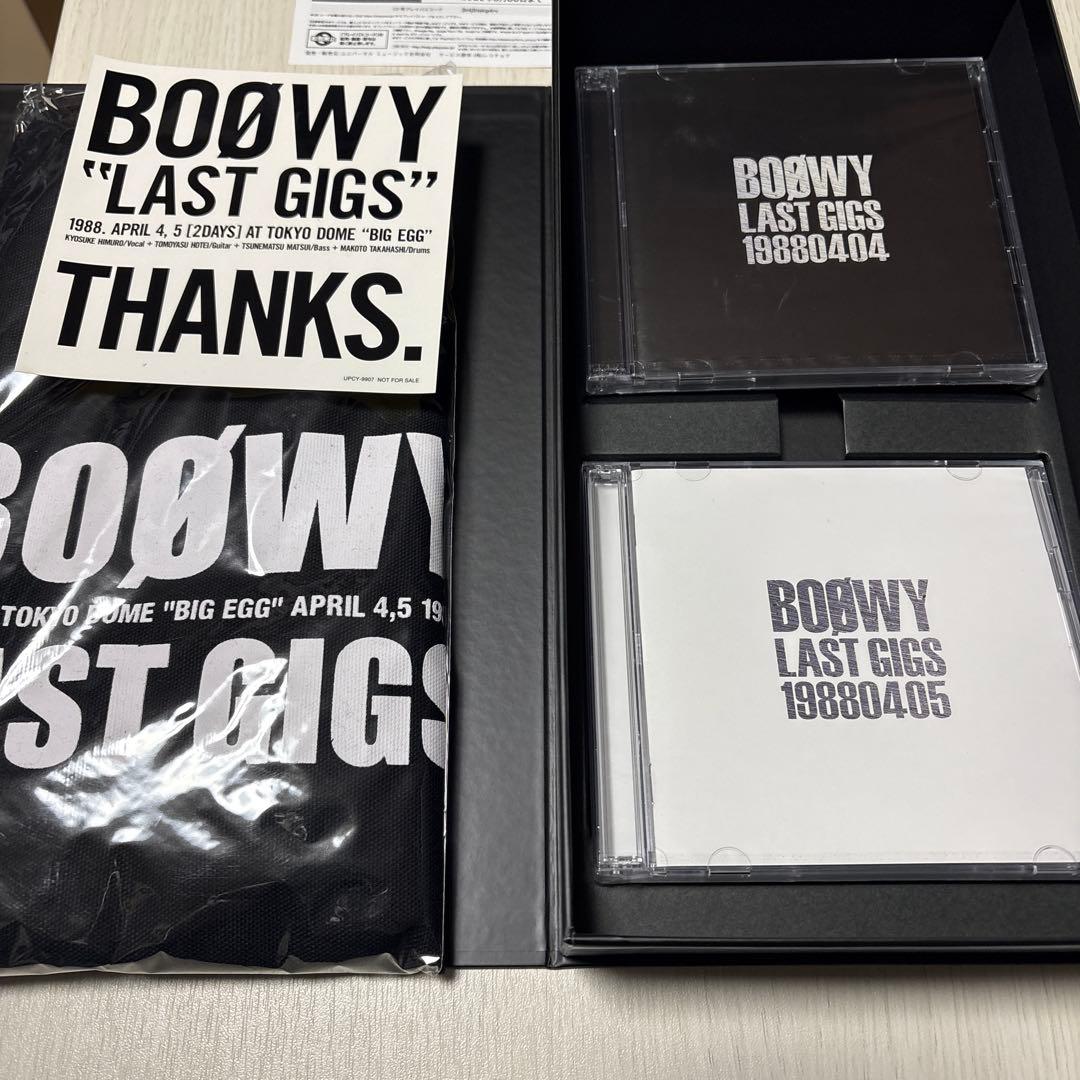 BOØWY
"LAST GIGS"
1988. APRIL 4, 5 [2DAYS] AT TOKYO DOME "BIG EGG"
KYOSUKE HIMURO/Vocal + TOMOYASU HOTEI/Guitar + TSUNEMATSU MATSUI/Bass + MAKOTO TAKAHASHI/Drums
THANKS.
UPCY-9907 NOT FOR SALE
BOØWY
TOKYO DOME "BIG EGG" APRIL 4,5 19
AST GIGS
BOØWY
LAST GIGS
19880404
BOØWY
LAST GIGS
19880405